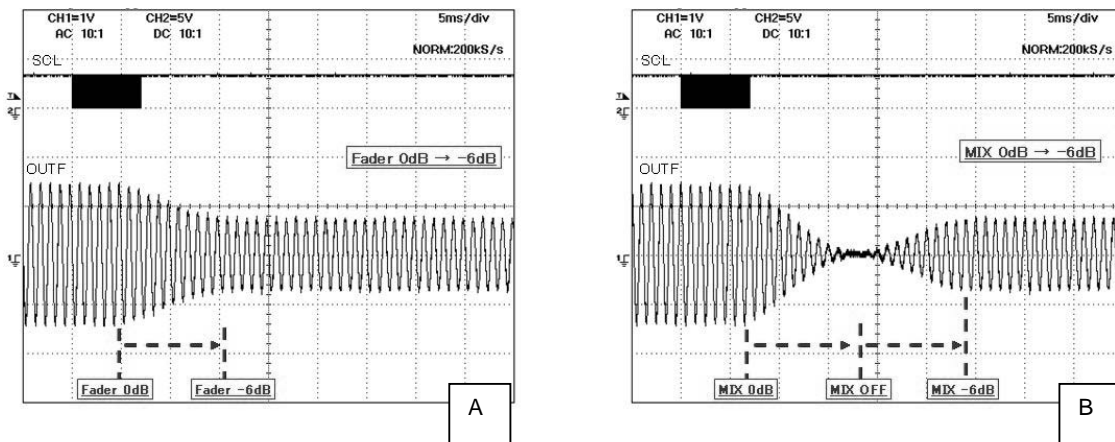 CH1=1V CH2=5V 5ms/div
AC 10:1 DC 10:1
NORM:200kS/s
SCL
Fader 0dB → -6dB
OUTF
Fader 0dB Fader -6dB
A
CH1=1V CH2=5V 5ms/div
AC 10:1 DC 10:1
NORM:200kS/s
SCL
MIX 0dB → -6dB
OUTF
MIX 0dB MIX OFF MIX -6dB
B